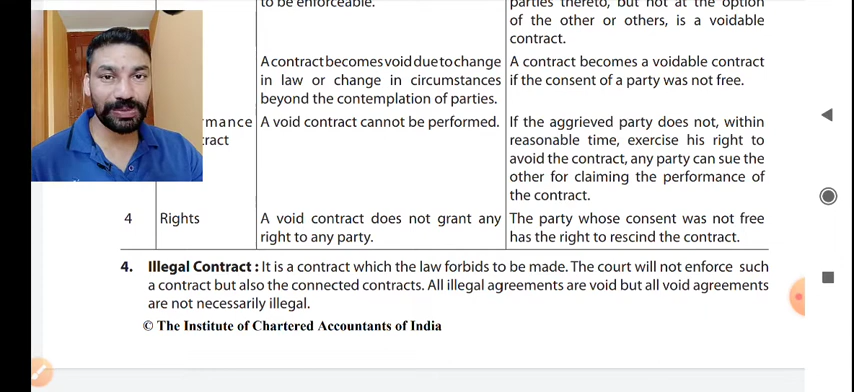 to be enforceable.
parties thereto, but not at the option
of the other or others, is a voidable
contract.
A contract becomes void due to change
in law or change in circumstances
beyond the contemplation of parties.
A contract becomes a voidable contract
if the consent of a party was not free.
A void contract cannot be performed.
If the aggrieved party does not, within
reasonable time, exercise his right to
avoid the contract, any party can sue the
other for claiming the performance of
the contract.
4 Rights
A void contract does not grant any
right to any party.
The party whose consent was not free
has the right to rescind the contract.
4. Illegal Contract : It is a contract which the law forbids to be made. The court will not enforce such
a contract but also the connected contracts. All illegal agreements are void but all void agreements
are not necessarily illegal.
© The Institute of Chartered Accountants of India